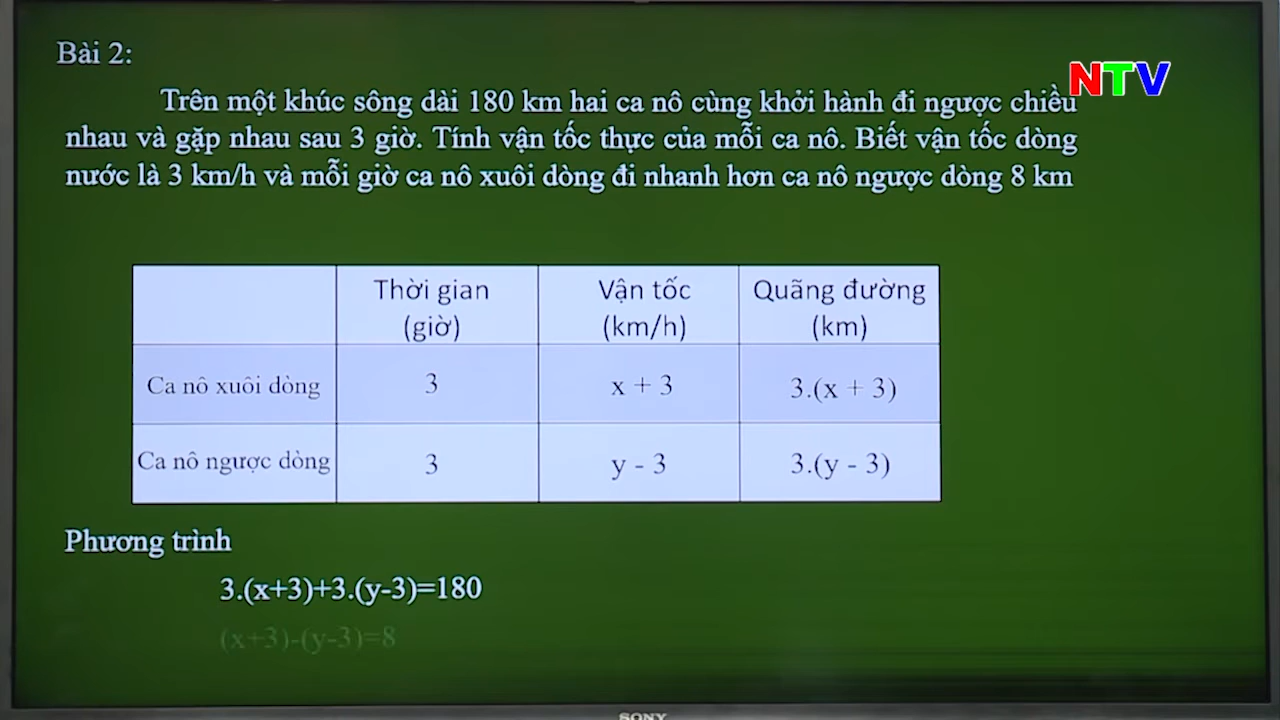 Bài 2:
NTV
Trên một khúc sông dài 180 km hai ca nô cùng khởi hành đi ngược chiều
nhau và gặp nhau sau 3 giờ. Tính vận tốc thực của mỗi ca nô. Biết vận tốc dòng
nước là 3 km/h và mỗi giờ ca nô xuôi dòng đi nhanh hơn ca nô ngược dòng 8 km
Thời gian
(giờ)
Vận tốc
(km/h)
Quãng đường
(km)
Ca nô xuôi dòng
3
x + 3
3.(x + 3)
Ca nô ngược dòng
3
y - 3
3.(y - 3)
Phương trình
3.(x+3)+3.(y-3)=180
(x+3)-(y-3)=8
SONY